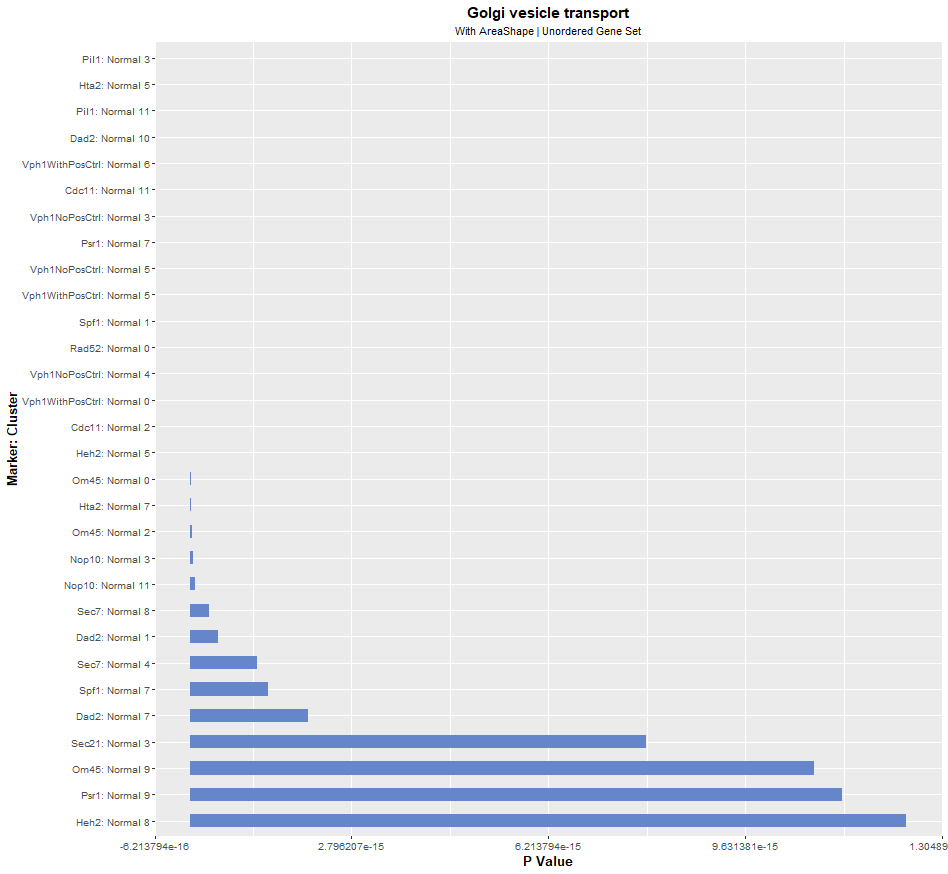 Golgi vesicle transport
With AreaShape | Unordered Gene Set
Marker: Cluster
Pil1: Normal 3
Hta2: Normal 5
Pil1: Normal 11
Dad2: Normal 10
Vph1WithPosCtrl: Normal 6
Cdc11: Normal 11
Vph1NoPosCtrl: Normal 3
Psr1: Normal 7
Vph1NoPosCtrl: Normal 5
Vph1WithPosCtrl: Normal 5
Spf1: Normal 1
Rad52: Normal 0
Vph1NoPosCtrl: Normal 4
Vph1WithPosCtrl: Normal 0
Cdc11: Normal 2
Heh2: Normal 5
Om45: Normal 0
Hta2: Normal 7
Om45: Normal 2
Nop10: Normal 3
Nop10: Normal 11
Sec7: Normal 8
Dad2: Normal 1
Sec7: Normal 4
Spf1: Normal 7
Dad2: Normal 7
Sec21: Normal 3
Om45: Normal 9
Psr1: Normal 9
Heh2: Normal 8
-6.213794e-16 2.796207e-15 6.213794e-15 9.631381e-15 1.30489
P Value